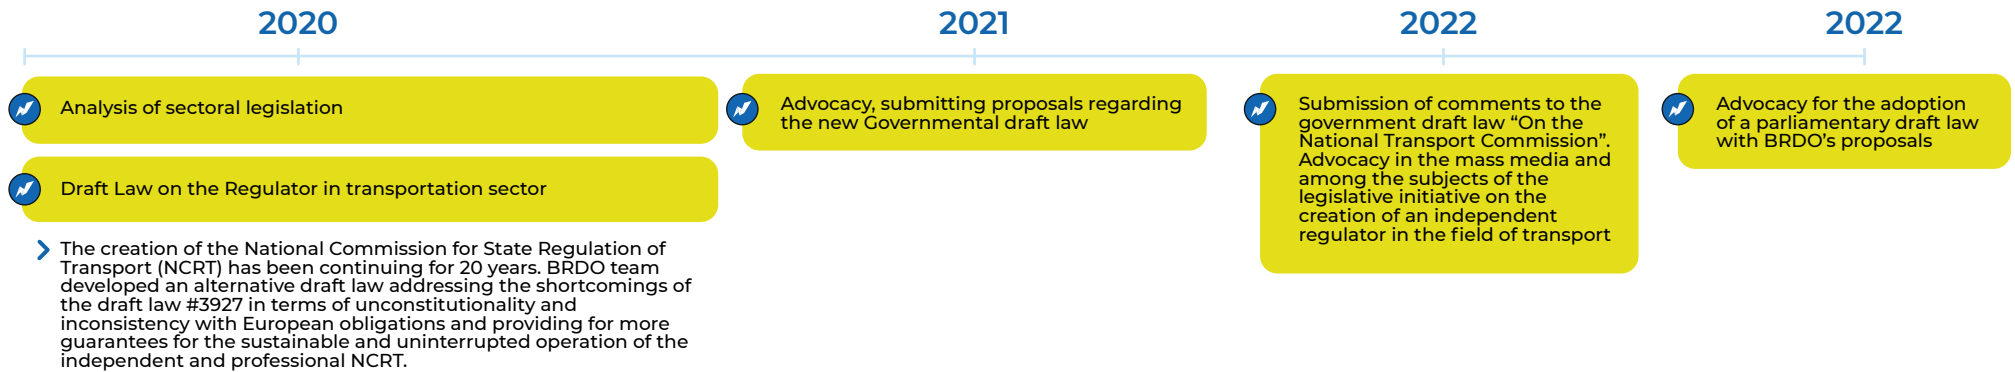 2020
2021
2022
2022
Analysis of sectoral legislation
Draft Law on the Regulator in transportation sector
The creation of the National Commission for State Regulation of
Transport (NCRT) has been continuing for 20 years. BRDO team
developed an alternative draft law addressing the shortcomings of
the draft law #3927 in terms of unconstitutionality and
inconsistency with European obligations and providing for more
guarantees for the sustainable and uninterrupted operation of the
independent and professional NCRT.
Advocacy, submitting proposals regarding
the new Governmental draft law
Submission of comments to the
government draft law “On the
National Transport Commission”.
Advocacy in the mass media and
among the subjects of the
legislative initiative on the
creation of an independent
regulator in the field of transport
Advocacy for the adoption
of a parliamentary draft law
with BRDO’s proposals